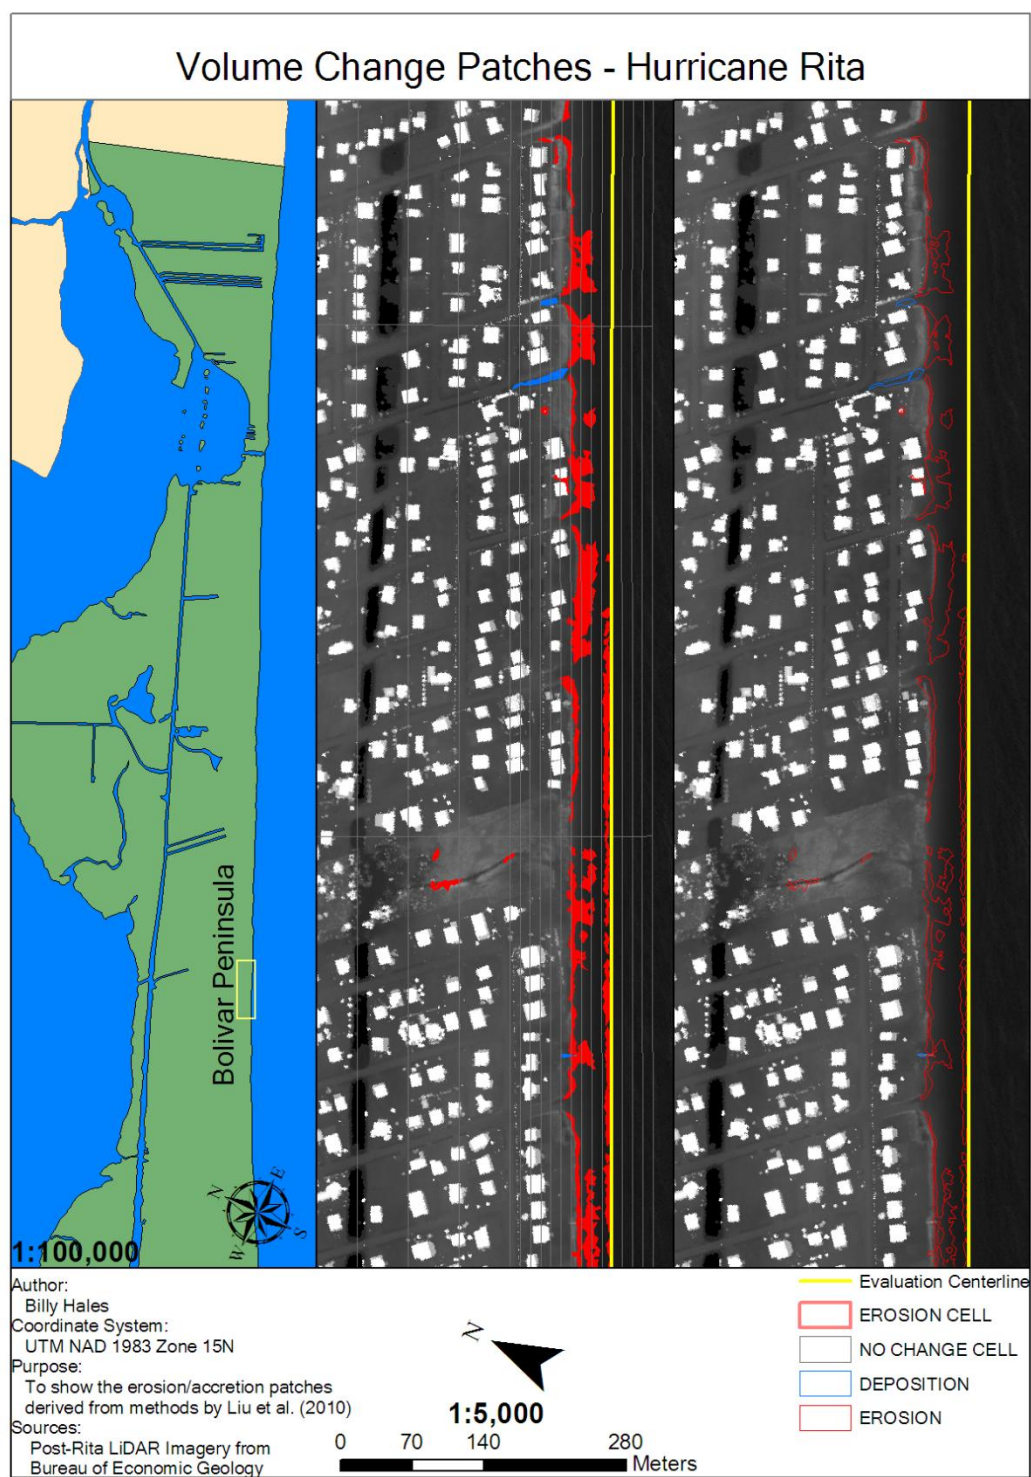 Volume Change Patches - Hurricane Rita
Bolivar Peninsula
N
E
S
W
1:100,000
Author:
Billy Hales
Coordinate System:
UTM NAD 1983 Zone 15N
Purpose:
To show the erosion/accretion patches
derived from methods by Liu et al. (2010)
Sources:
Post-Rita LiDAR Imagery from
Bureau of Economic Geology
N
1:5,000
0 70 140 280
Meters
Evaluation Centerline
EROSION CELL
NO CHANGE CELL
DEPOSITION
EROSION